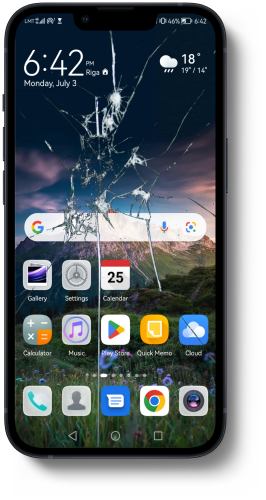 LMT 46% 6:42
6:42 PM
Riga
Monday, July 3
18°
19° / 14°
G
25
Gallery Settings Calendar
Calculator Music Play Store Quick Memo Cloud